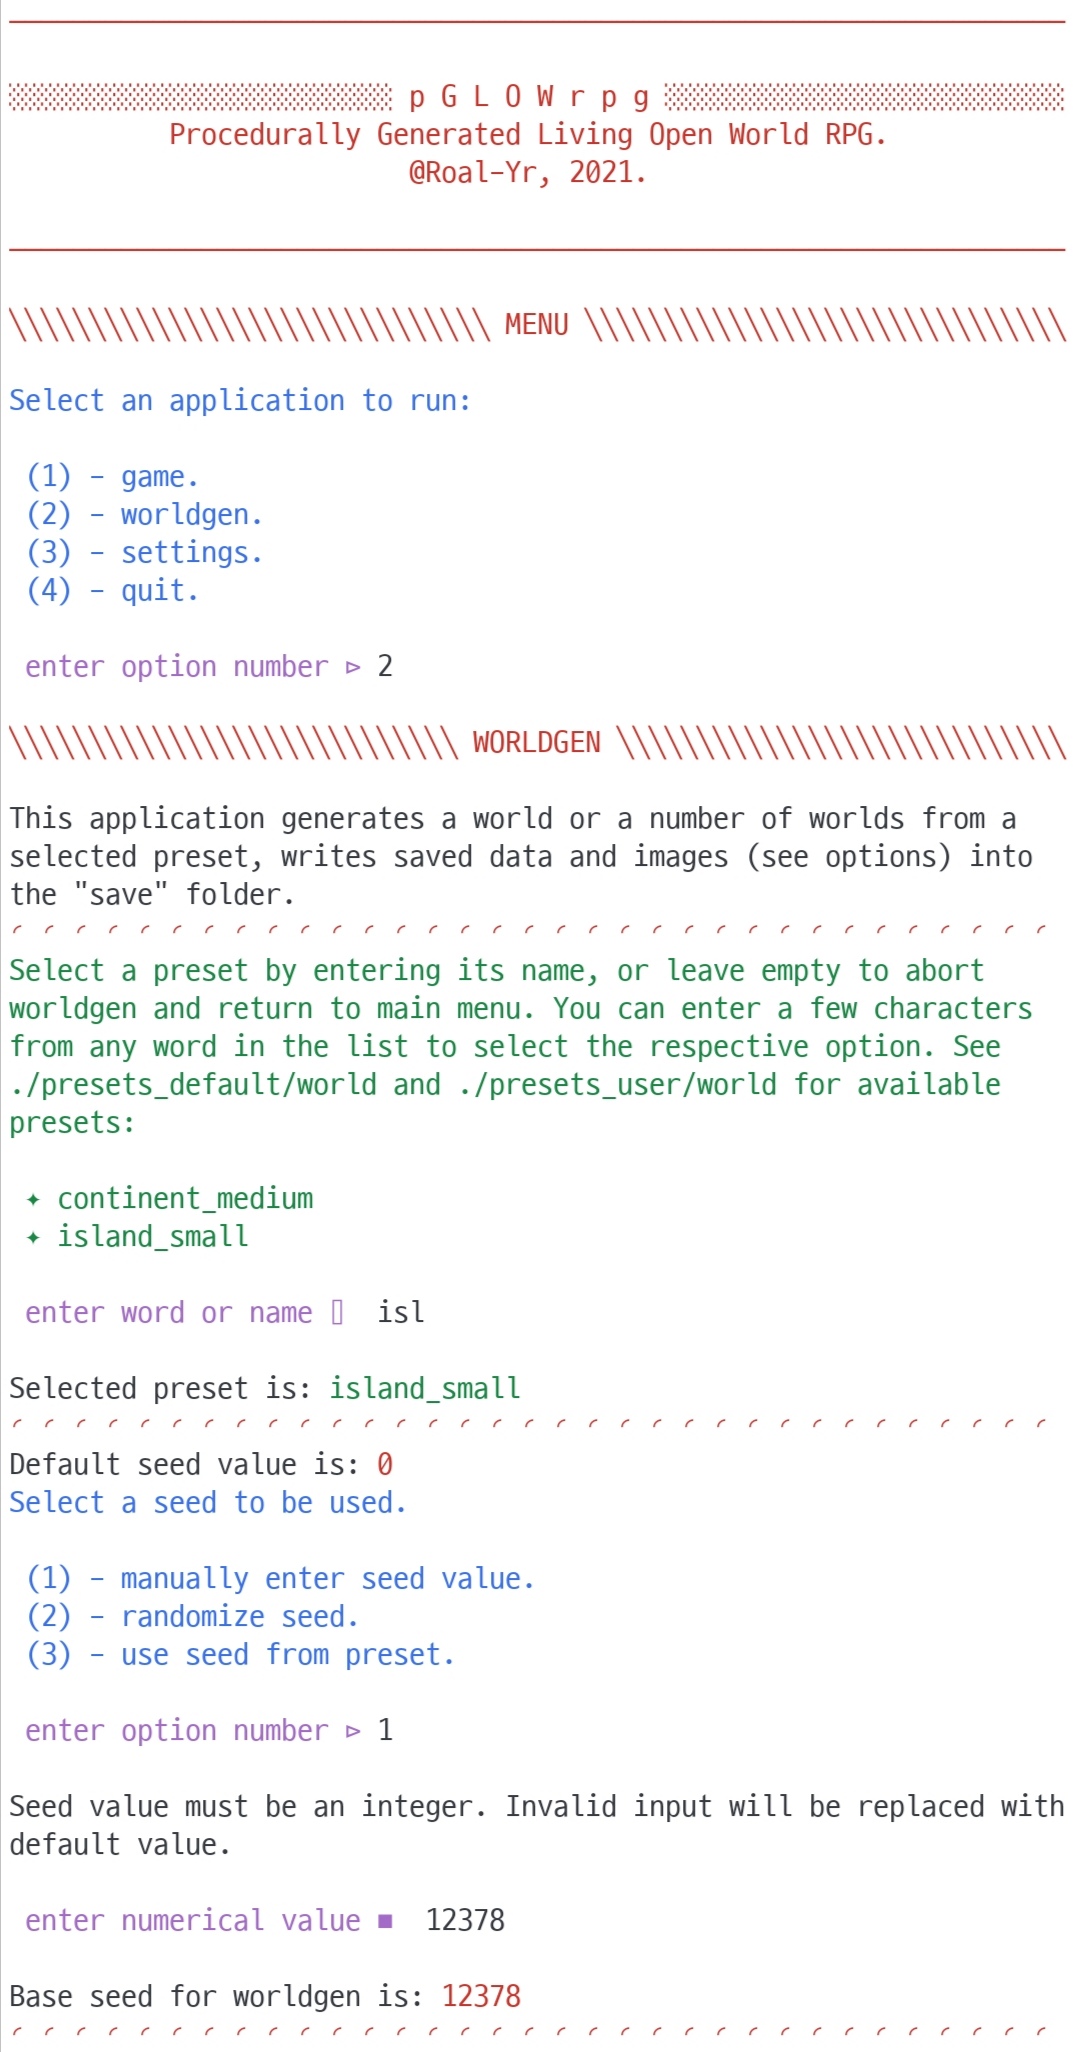 p G L O W r p g
Procedurally Generated Living Open World RPG.
@Roal-Yr, 2021.
\\\\\\\\\\\\\\\\\\\\\\\\\\\\\\ MENU \\\\\\\\\\\\\\\\\\\\\\\\\\\\\\
Select an application to run:
(1) - game.
(2) - worldgen.
(3) - settings.
(4) - quit.
enter option number ▹ 2
\\\\\\\\\\\\\\\\\\\\\\\\\\\\ WORLDGEN \\\\\\\\\\\\\\\\\\\\\\\\\\\\
This application generates a world or a number of worlds from a
selected preset, writes saved data and images (see options) into
the "save" folder.
Select a preset by entering its name, or leave empty to abort
worldgen and return to main menu. You can enter a few characters
from any word in the list to select the respective option. See
./presets_default/world and ./presets_user/world for available
presets:
✦ continent_medium
✦ island_small
enter word or name ▯ isl
Selected preset is: island_small
Default seed value is: 0
Select a seed to be used.
(1) - manually enter seed value.
(2) - randomize seed.
(3) - use seed from preset.
enter option number ▹ 1
Seed value must be an integer. Invalid input will be replaced with
default value.
enter numerical value ■ 12378
Base seed for worldgen is: 12378